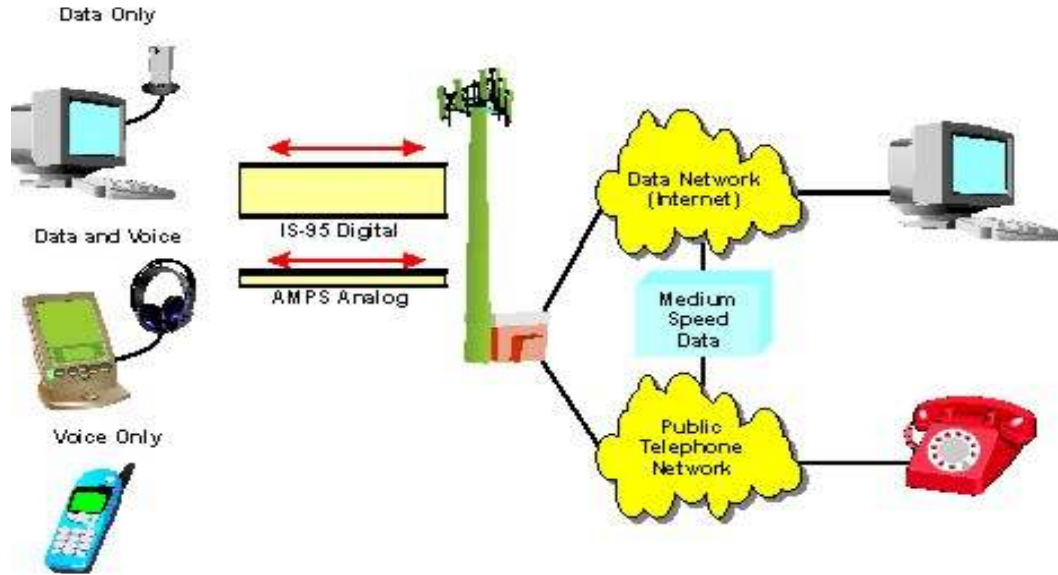 Data Only
Data and Voice
Voice Only
IS-95 Digital
AMPS Analog
Data Network
(Internet)
Medium
Speed
Data
Public
Telephone
Network